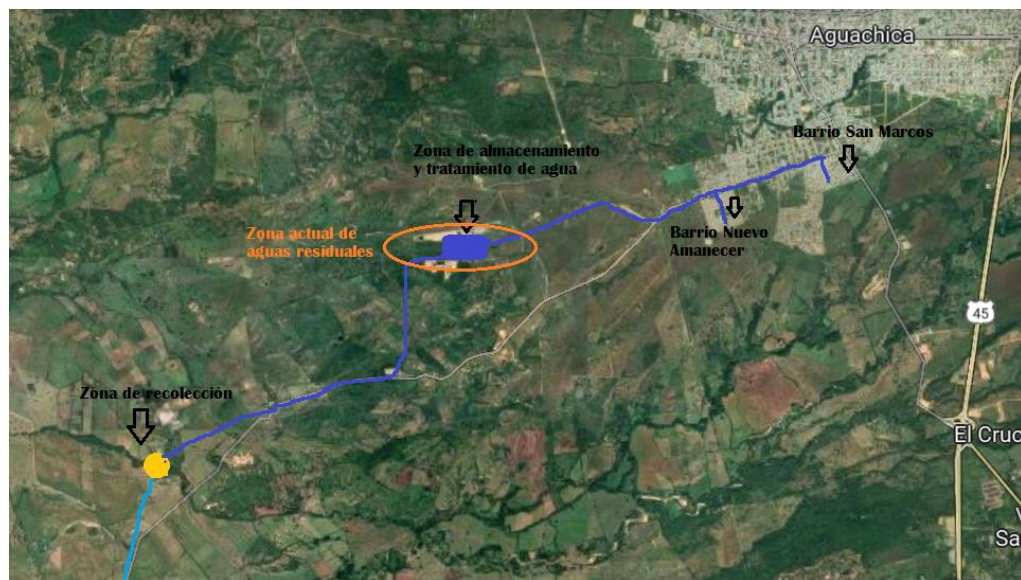 Aguachica
Barrio San Marcos
Zona de almacenamiento
y tratamiento de agua
Zona actual de
aguas residuales
Barrio Nuevo
Amanecer
45
Zona de recolección
El Cruc
Sa